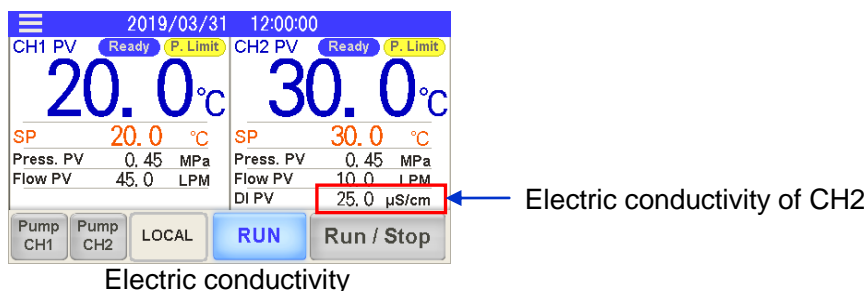 2019/03/31 12:00:00
CH1 PV Ready P. Limit
20.0 ℃
SP 20.0 ℃
Press. PV 0.45 MPa
Flow PV 45.0 LPM
CH2 PV Ready P. Limit
30.0 ℃
SP 30.0 ℃
Press. PV 0.45 MPa
Flow PV 10.0 LPM
DI PV 25.0 µS/cm
Electric conductivity of CH2
Pump CH1
Pump CH2
LOCAL
RUN
Run / Stop
Electric conductivity